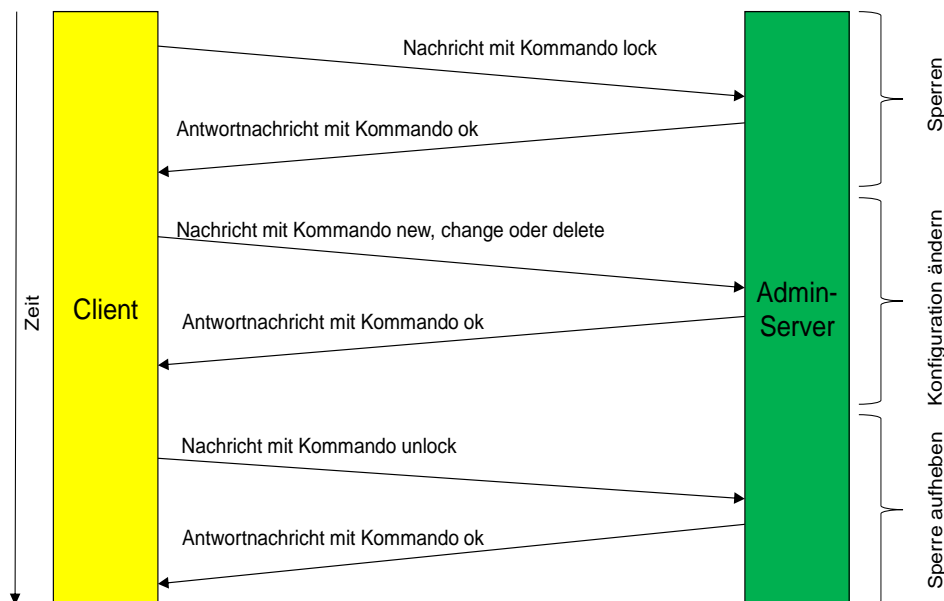 Nachricht mit Kommando lock
Antwortnachricht mit Kommando ok
Sperren
Nachricht mit Kommando new, change oder delete
Zeit
Client
Admin-
Server
Antwortnachricht mit Kommando ok
Konfiguration ändern
Nachricht mit Kommando unlock
Antwortnachricht mit Kommando ok
Sperre aufheben